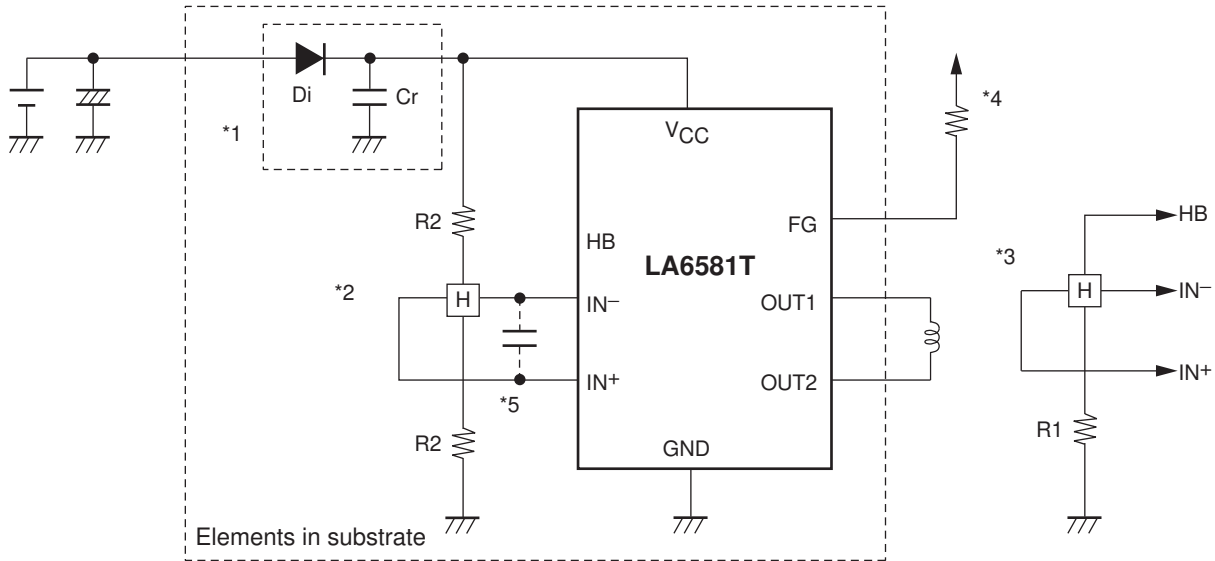 Di
Cr
*1
*4
VCC
R2
HB
FG
LA6581T
HB
*3
*2
H
IN–
OUT1
H
IN–
IN+
OUT2
IN+
*5
R2
GND
R1
Elements in substrate